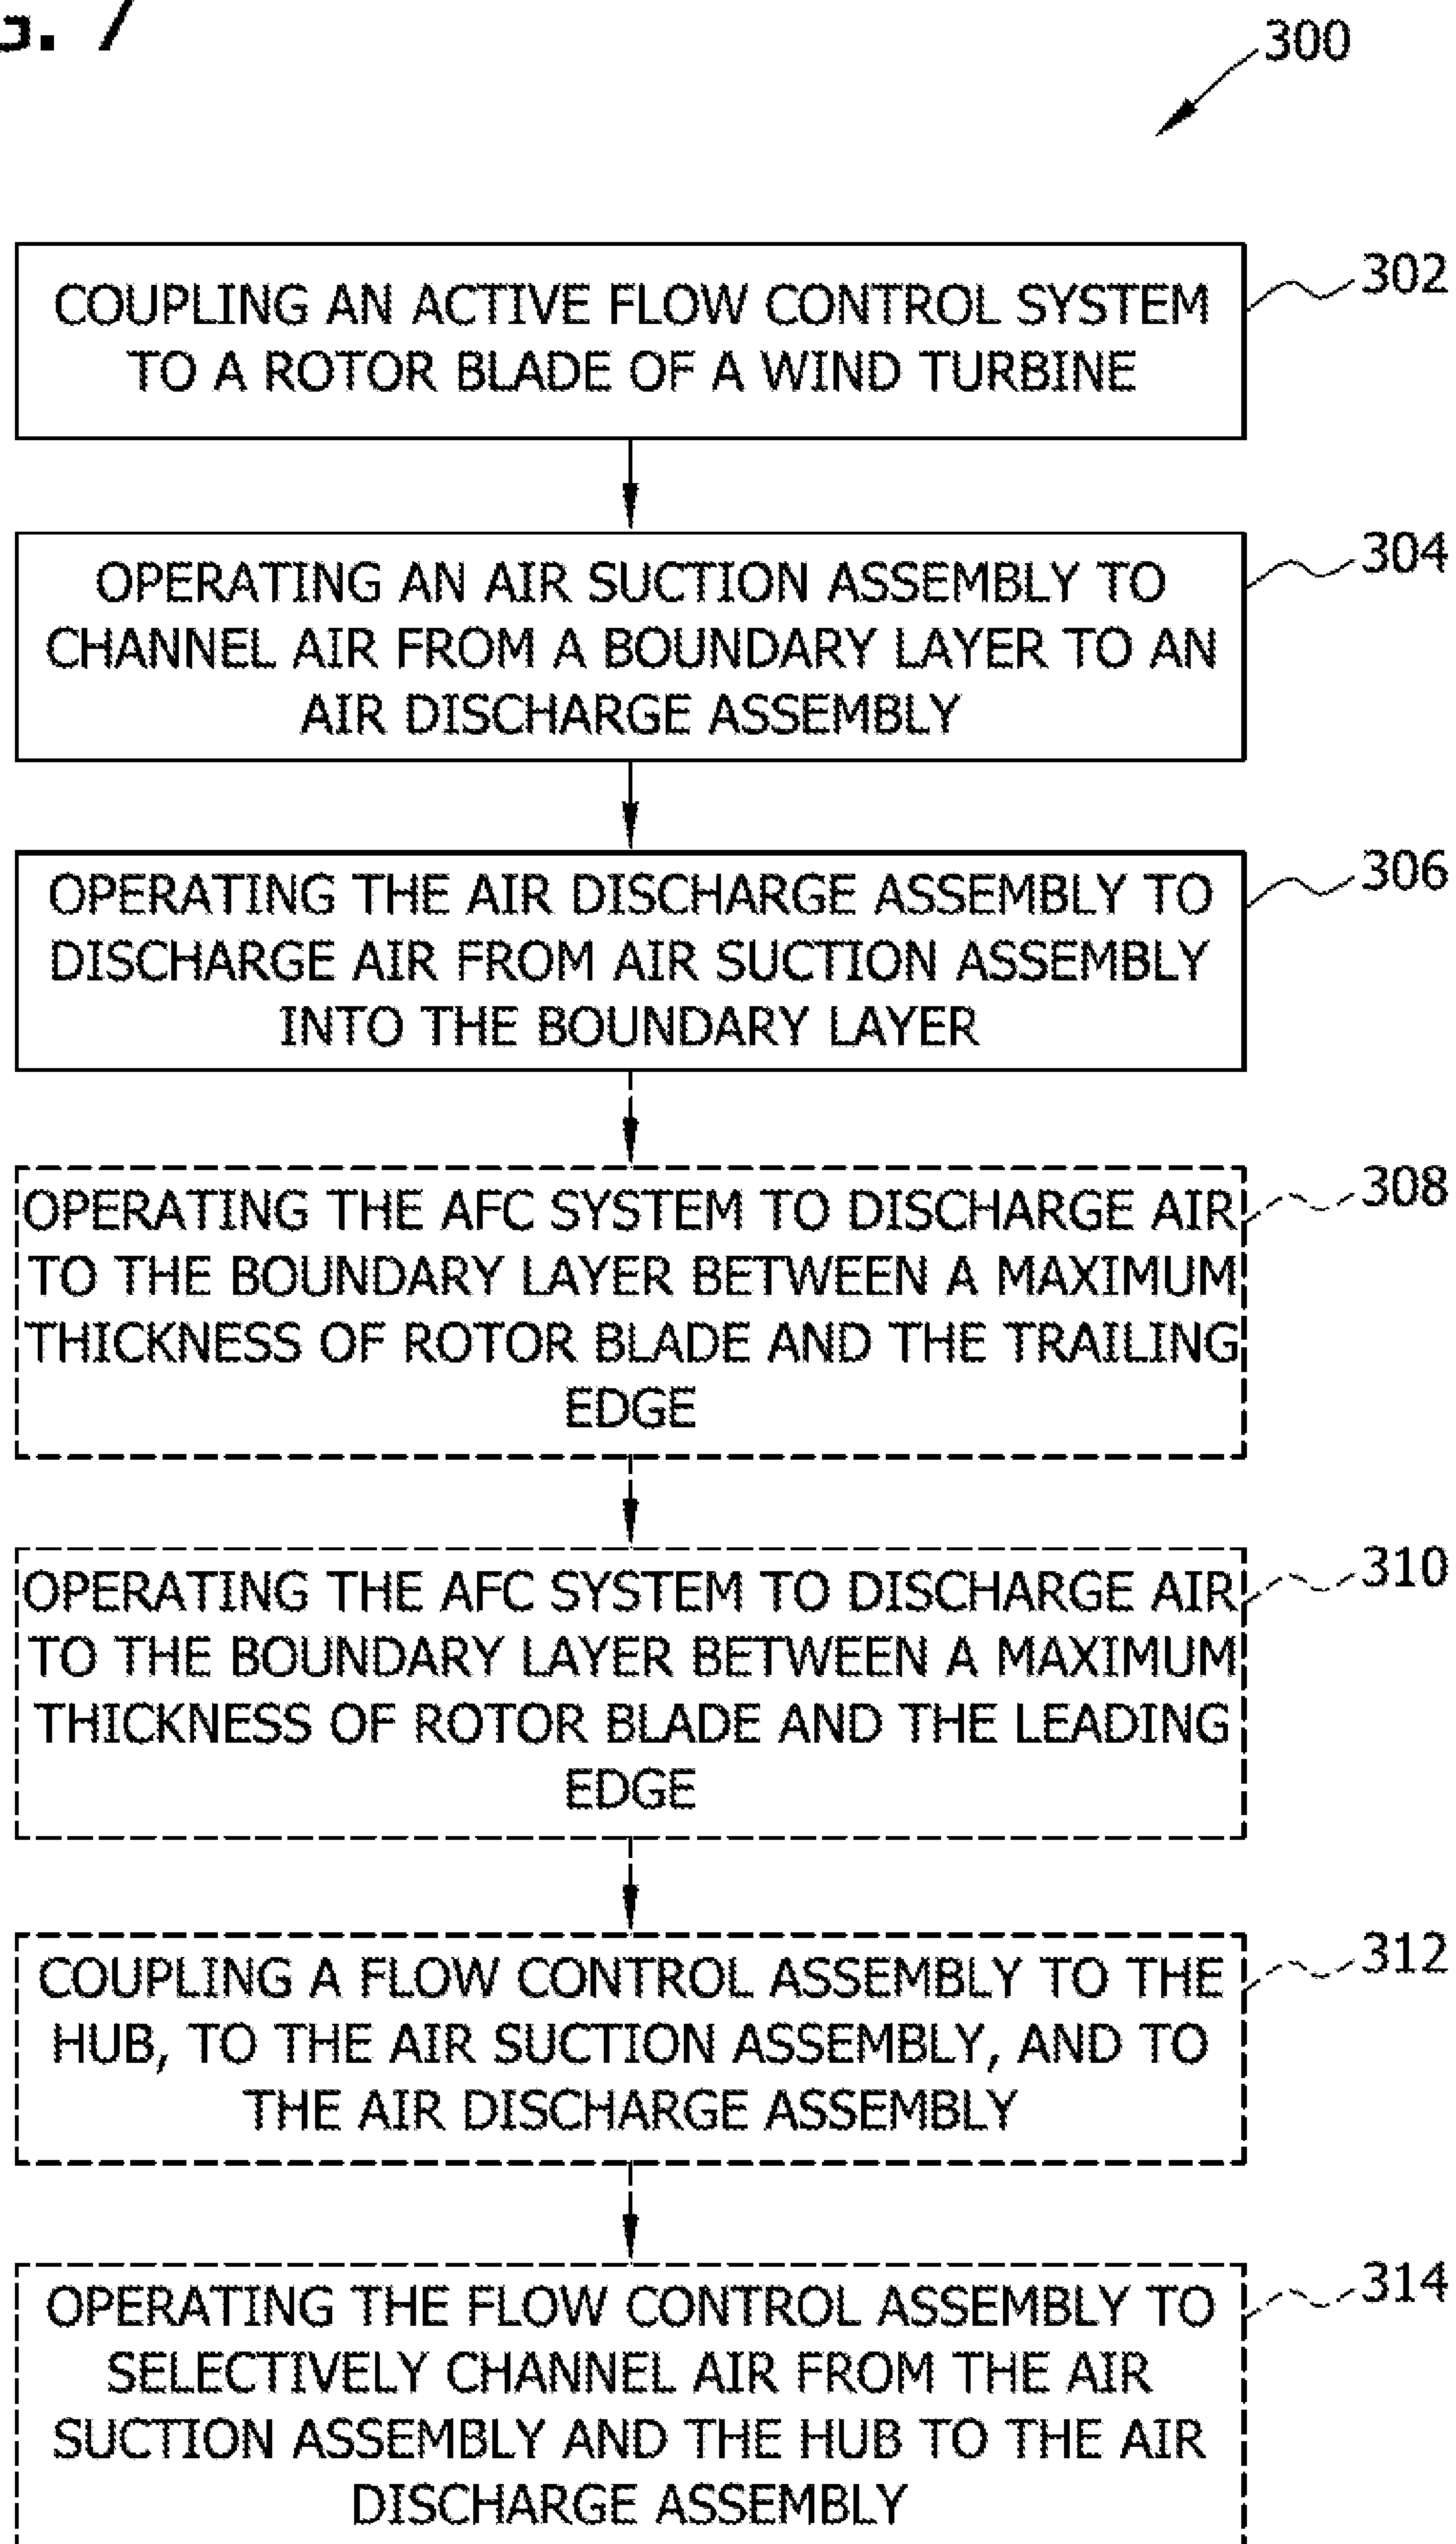 G. 7
300
302
COUPLING AN ACTIVE FLOW CONTROL SYSTEM
TO A ROTOR BLADE OF A WIND TURBINE
304
OPERATING AN AIR SUCTION ASSEMBLY TO
CHANNEL AIR FROM A BOUNDARY LAYER TO AN
AIR DISCHARGE ASSEMBLY
306
OPERATING THE AIR DISCHARGE ASSEMBLY TO
DISCHARGE AIR FROM AIR SUCTION ASSEMBLY
INTO THE BOUNDARY LAYER
308
OPERATING THE AFC SYSTEM TO DISCHARGE AIR
TO THE BOUNDARY LAYER BETWEEN A MAXIMUM
THICKNESS OF ROTOR BLADE AND THE TRAILING
EDGE
310
OPERATING THE AFC SYSTEM TO DISCHARGE AIR
TO THE BOUNDARY LAYER BETWEEN A MAXIMUM
THICKNESS OF ROTOR BLADE AND THE LEADING
EDGE
312
COUPLING A FLOW CONTROL ASSEMBLY TO THE
HUB, TO THE AIR SUCTION ASSEMBLY, AND TO
THE AIR DISCHARGE ASSEMBLY
314
OPERATING THE FLOW CONTROL ASSEMBLY TO
SELECTIVELY CHANNEL AIR FROM THE AIR
SUCTION ASSEMBLY AND THE HUB TO THE AIR
DISCHARGE ASSEMBLY